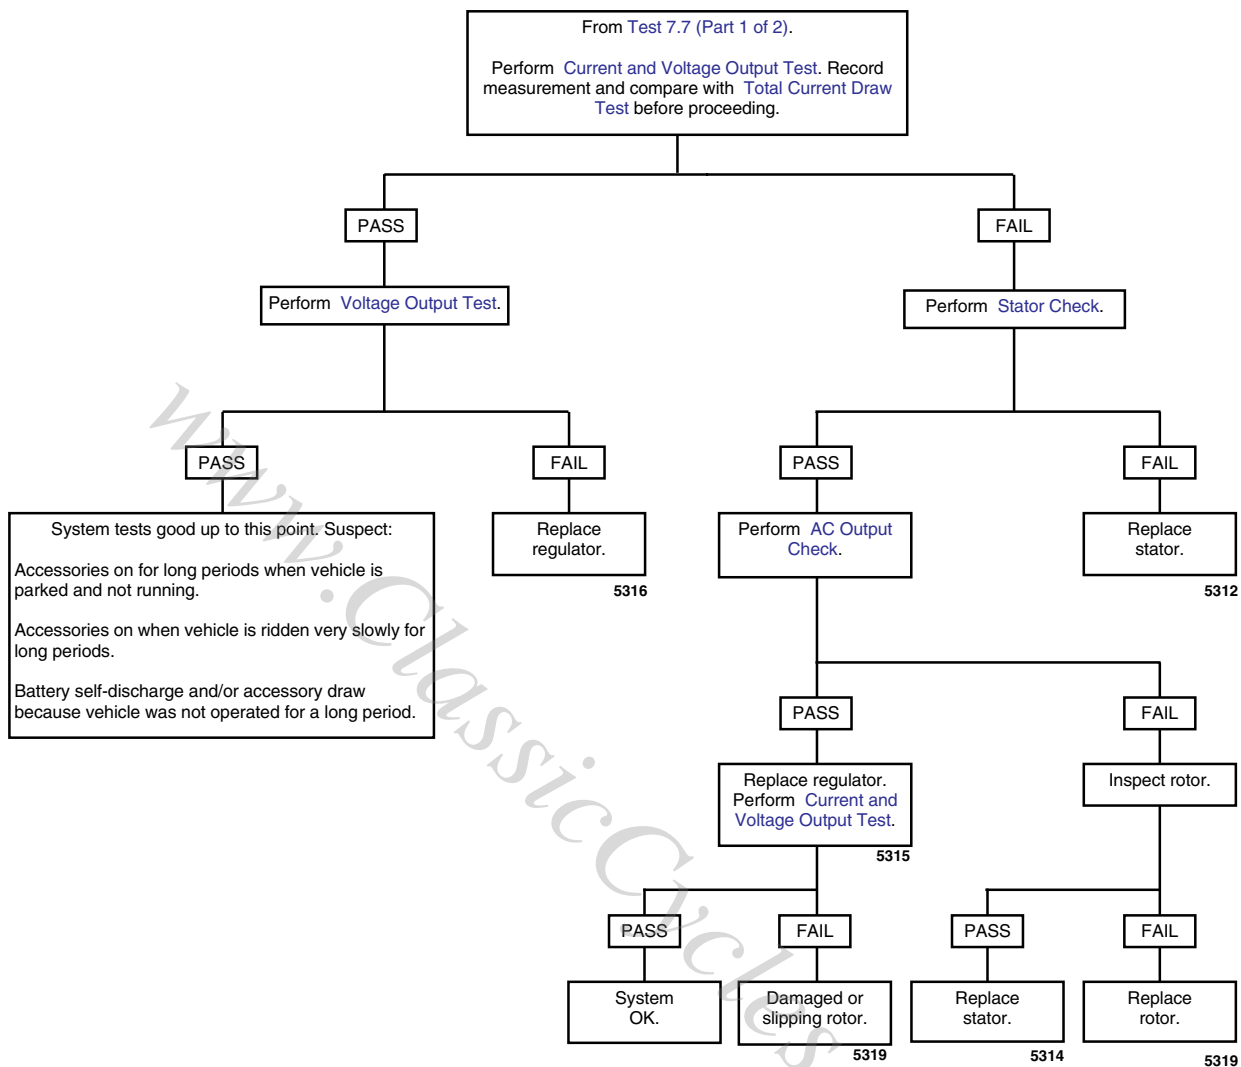 From Test 7.7 (Part 1 of 2).
Perform Current and Voltage Output Test. Record
measurement and compare with Total Current Draw
Test before proceeding.
PASS
FAIL
Perform Voltage Output Test.
Perform Stator Check.
PASS
FAIL
PASS
FAIL
System tests good up to this point. Suspect:
Accessories on for long periods when vehicle is
parked and not running.
Accessories on when vehicle is ridden very slowly for
long periods.
Battery self-discharge and/or accessory draw
because vehicle was not operated for a long period.
Replace
regulator.
5316
Perform AC Output
Check.
Replace
stator.
5312
PASS
FAIL
Replace regulator.
Perform Current and
Voltage Output Test.
5315
Inspect rotor.
PASS
FAIL
PASS
FAIL
System
OK.
Damaged or
slipping rotor.
5319
Replace
stator.
5314
Replace
rotor.
5319
www.ClassicCycles